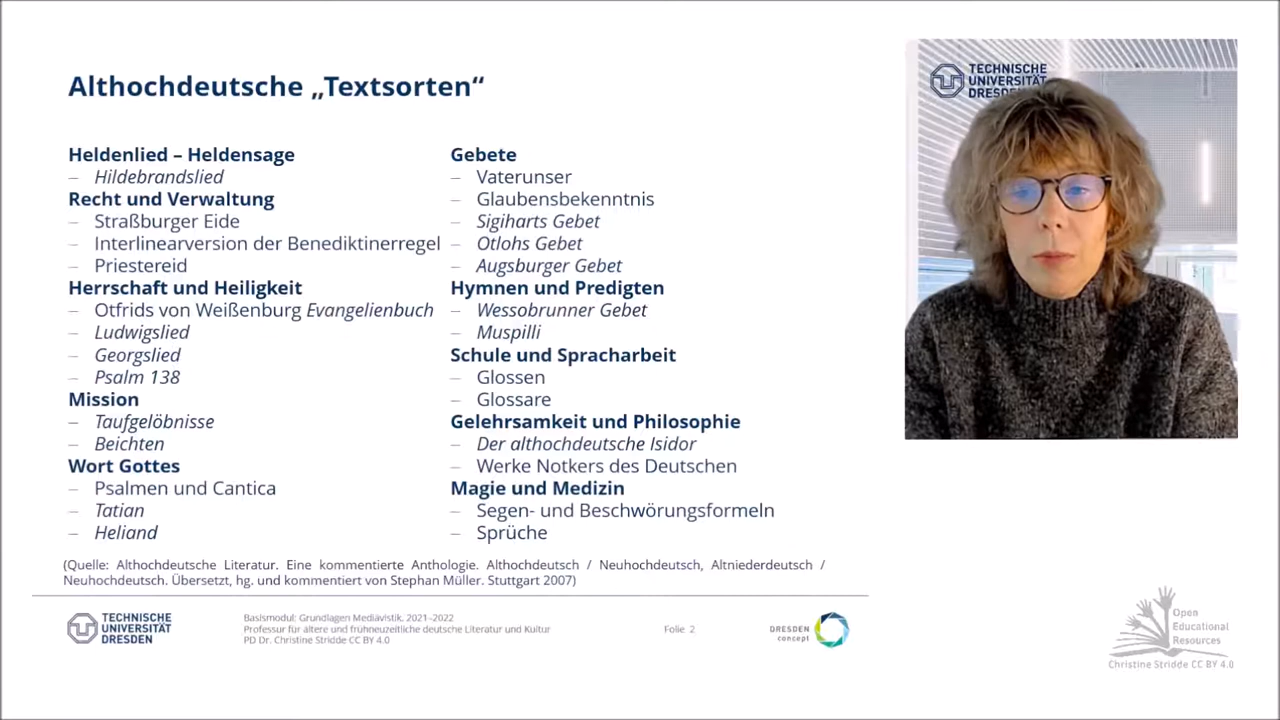 Althochdeutsche „Textsorten“
Heldenlied – Heldensage
– Hildebrandslied
Recht und Verwaltung
– Straßburger Eide
– Interlinearversion der Benediktinerregel
– Priestereid
Herrschaft und Heiligkeit
– Otfrids von Weißenburg Evangelienbuch
– Ludwigslied
– Georgslied
– Psalm 138
Mission
– Taufgelöbnisse
– Beichten
Wort Gottes
– Psalmen und Cantica
– Tatian
– Heliand
Gebete
– Vaterunser
– Glaubensbekenntnis
– Sigiharts Gebet
– Otlohs Gebet
– Augsburger Gebet
Hymnen und Predigten
– Wessobrunner Gebet
– Muspilli
Schule und Spracharbeit
– Glossen
– Glossare
Gelehrsamkeit und Philosophie
– Der althochdeutsche Isidor
– Werke Notkers des Deutschen
Magie und Medizin
– Segen- und Beschwörungsformeln
– Sprüche
(Quelle: Althochdeutsche Literatur. Eine kommentierte Anthologie. Althochdeutsch / Neuhochdeutsch, Altniederdeutsch /
Neuhochdeutsch. Übersetzt, hg. und kommentiert von Stephan Müller. Stuttgart 2007)
TECHNISCHE
UNIVERSITÄT
DRESDEN
Basismodul: Grundlagen Mediävistik, 2021–2022
Professur für ältere und frühneuzeitliche deutsche Literatur und Kultur
PD Dr. Christine Stridde CC BY 4.0
Folie 2
DRESDEN
concept
TECHNISCHE
UNIVERSITÄT
DRESDEN
Open
Educational
Resources
Christine Stridde CC BY 4.0